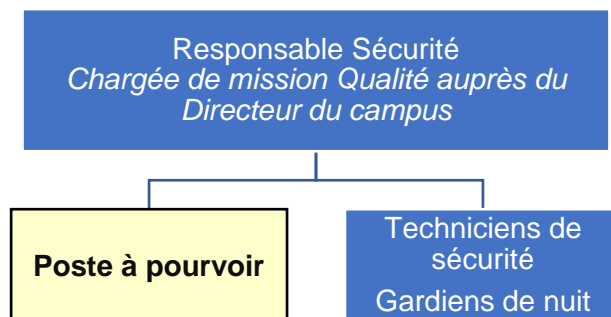 Responsable Sécurité
Chargée de mission Qualité auprès du
Directeur du campus
Poste à pourvoir
Techniciens de
sécurité
Gardiens de nuit